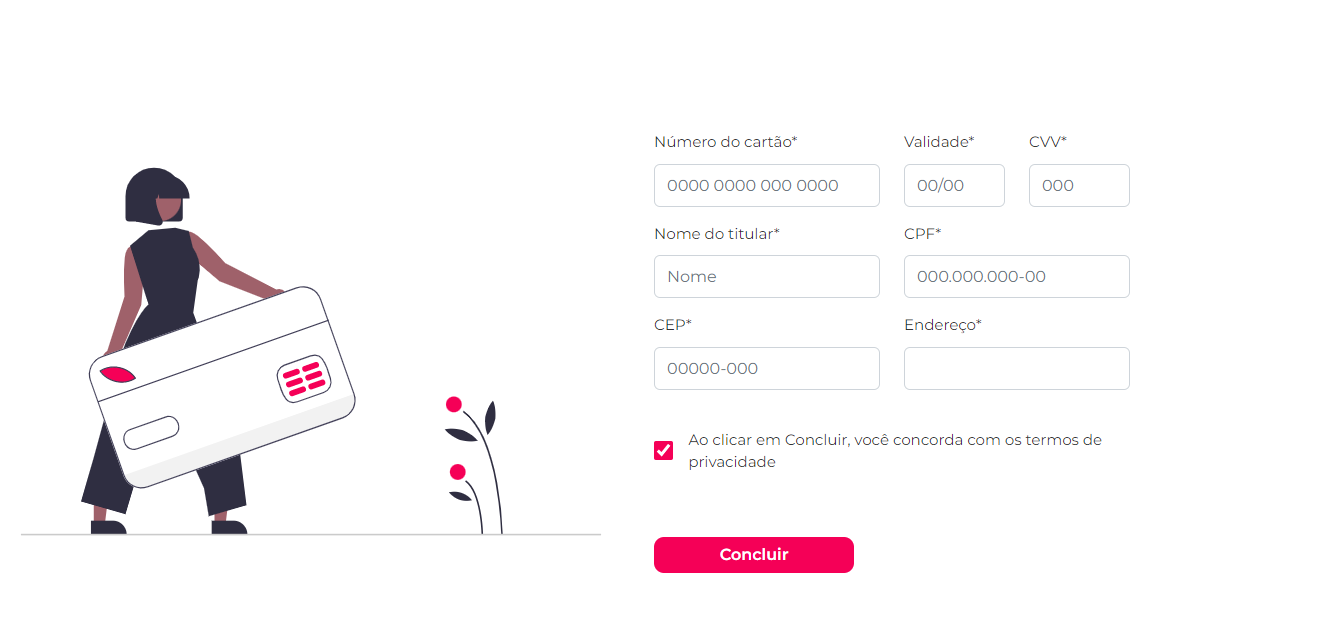 Número do cartão* Validade* CVV*
0000 0000 000 0000 00/00 000
Nome do titular* CPF*
Nome 000.000.000-00
CEP* Endereço*
00000-000
Ao clicar em Concluir, você concorda com os termos de
privacidade
Concluir